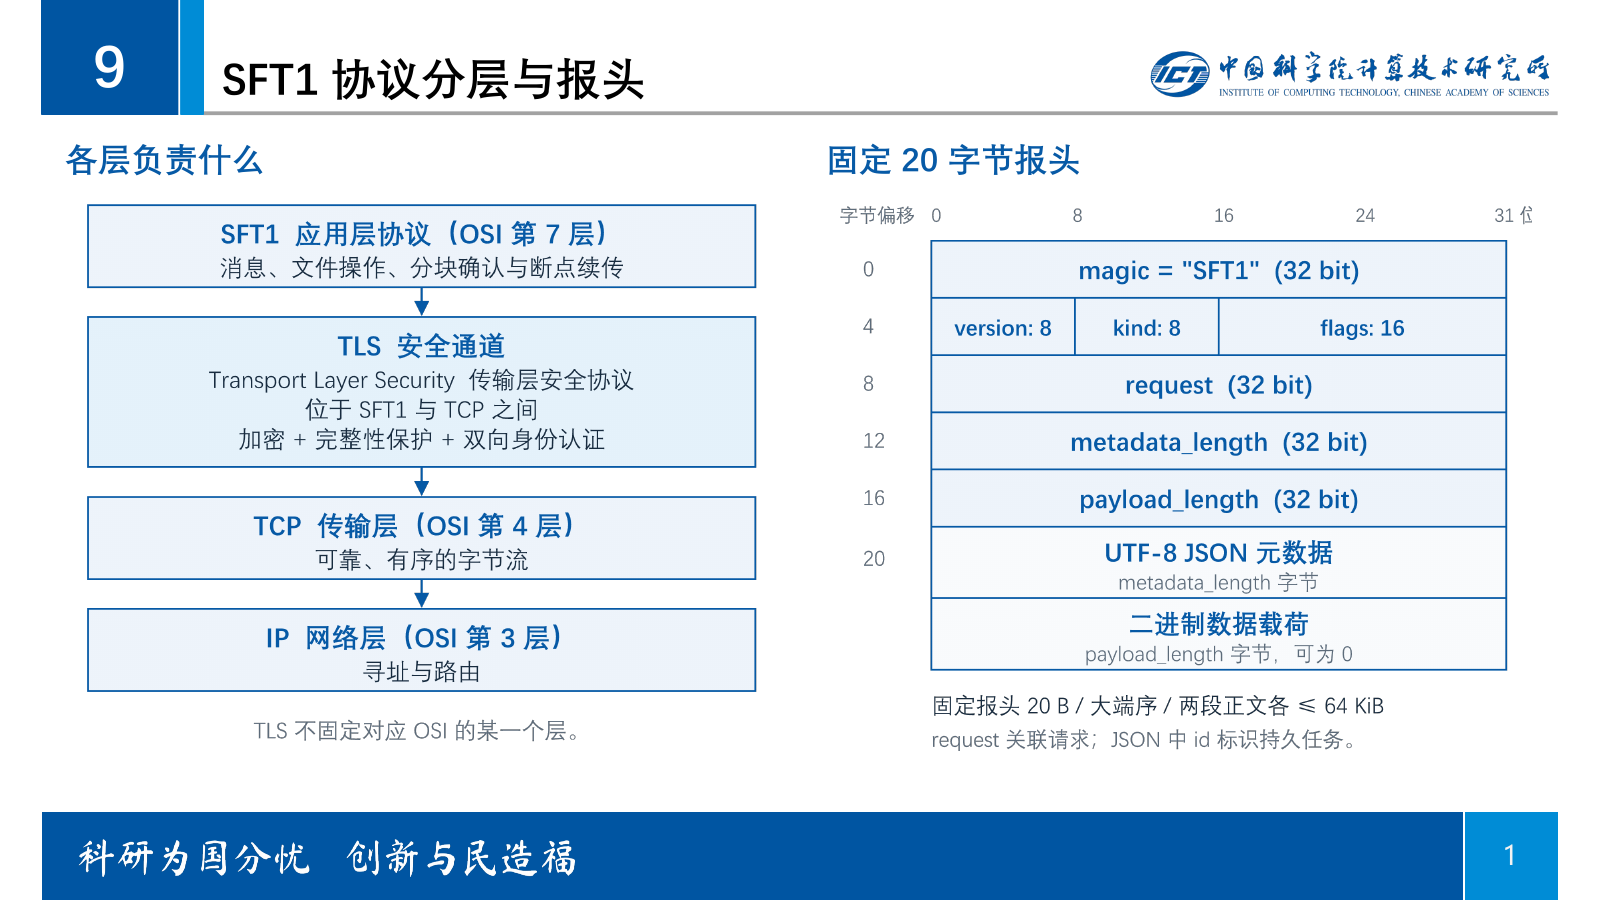 9
SFT1 协议分层与报头
中国科学院计算技术研究所
INSTITUTE OF COMPUTING TECHNOLOGY, CHINESE ACADEMY OF SCIENCES
各层负责什么
SFT1 应用层协议（OSI 第 7 层）
消息、文件操作、分块确认与断点续传
TLS 安全通道
Transport Layer Security 传输层安全协议
位于 SFT1 与 TCP 之间
加密 + 完整性保护 + 双向身份认证
TCP 传输层（OSI 第 4 层）
可靠、有序的字节流
IP 网络层（OSI 第 3 层）
寻址与路由
TLS 不固定对应 OSI 的某一个层。
固定 20 字节报头
字节偏移 0 8 16 24 31 位
0 magic = "SFT1" (32 bit)
4 version: 8 kind: 8 flags: 16
8 request (32 bit)
12 metadata_length (32 bit)
16 payload_length (32 bit)
20 UTF-8 JSON 元数据
metadata_length 字节
二进制数据载荷
payload_length 字节，可为 0
固定报头 20 B / 大端序 / 两段正文各 ≤ 64 KiB
request 关联请求；JSON 中 id 标识持久任务。
科研为国分忧 创新与民造福
1